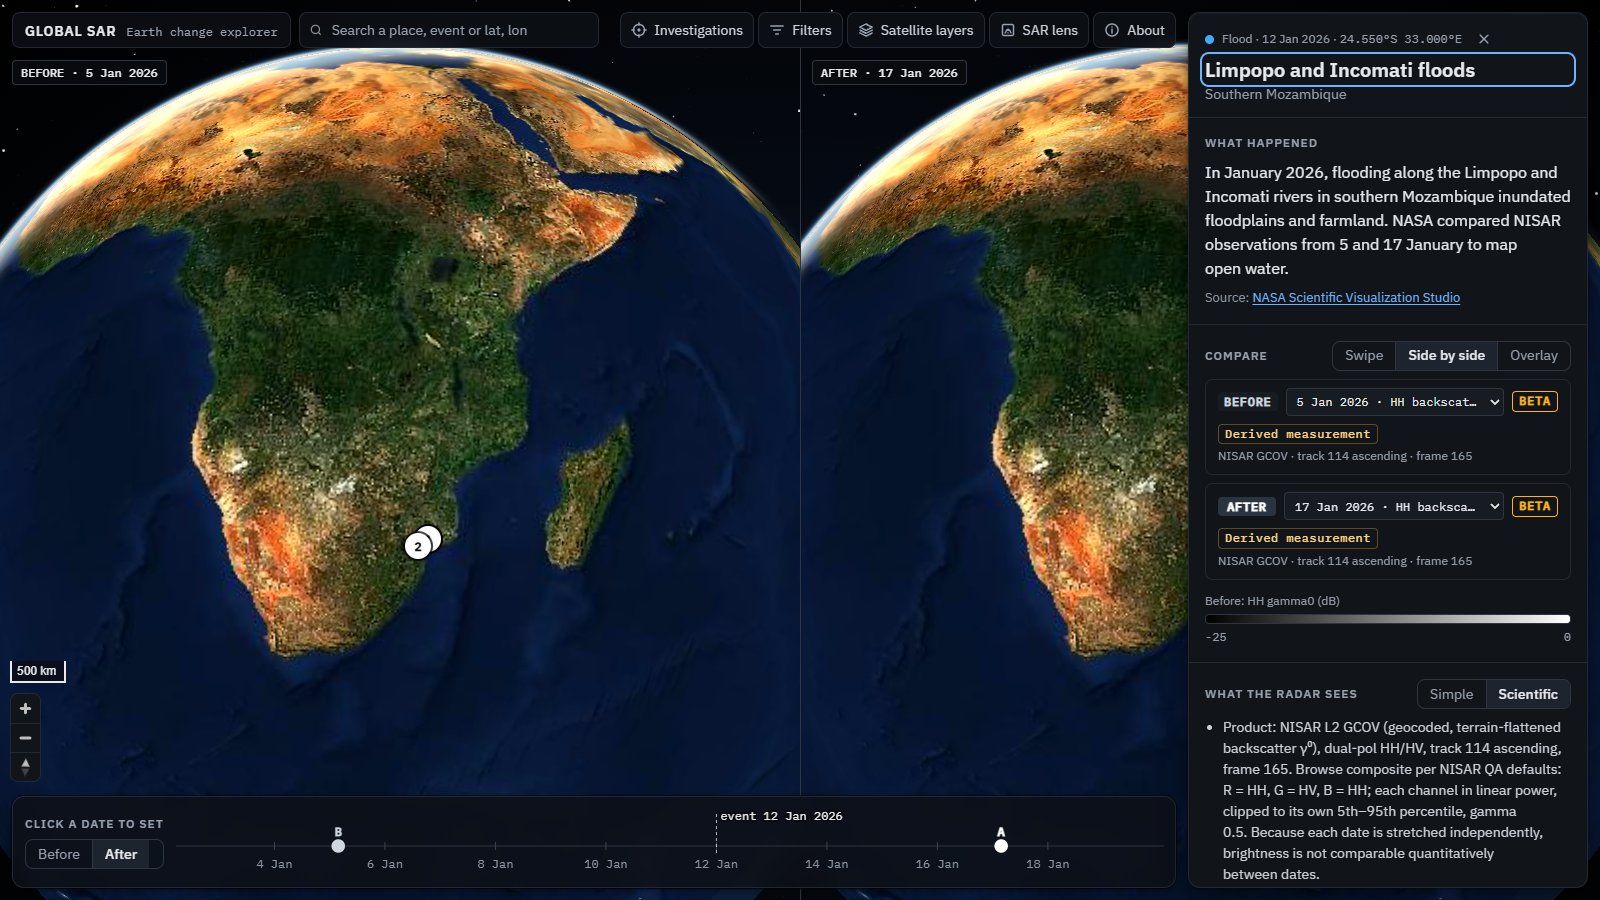 GLOBAL SAR Earth change explorer
Search a place, event or lat, lon
Investigations
Filters
Satellite layers
SAR lens
About
BEFORE · 5 Jan 2026
AFTER · 17 Jan 2026
Flood · 12 Jan 2026 · 24.550°S 33.000°E
Limpopo and Incomati floods
Southern Mozambique
WHAT HAPPENED
In January 2026, flooding along the Limpopo and
Incomati rivers in southern Mozambique inundated
floodplains and farmland. NASA compared NISAR
observations from 5 and 17 January to map
open water.
Source: NASA Scientific Visualization Studio
COMPARE
Swipe
Side by side
Overlay
BEFORE 5 Jan 2026 · HH backscat… BETA
Derived measurement
NISAR GCOV · track 114 ascending · frame 165
AFTER 17 Jan 2026 · HH backsca… BETA
Derived measurement
NISAR GCOV · track 114 ascending · frame 165
Before: HH gamma0 (dB)
-25 0
WHAT THE RADAR SEES
Simple
Scientific
• Product: NISAR L2 GCOV (geocoded, terrain-flattened
backscatter γ⁰), dual-pol HH/HV, track 114 ascending,
frame 165. Browse composite per NISAR QA defaults:
R = HH, G = HV, B = HH; each channel in linear power,
clipped to its own 5th–95th percentile, gamma
0.5. Because each date is stretched independently,
brightness is not comparable quantitatively
between dates.
2
500 km
CLICK A DATE TO SET
Before
After
B
event 12 Jan 2026
A
4 Jan
6 Jan
8 Jan
10 Jan
12 Jan
14 Jan
16 Jan
18 Jan